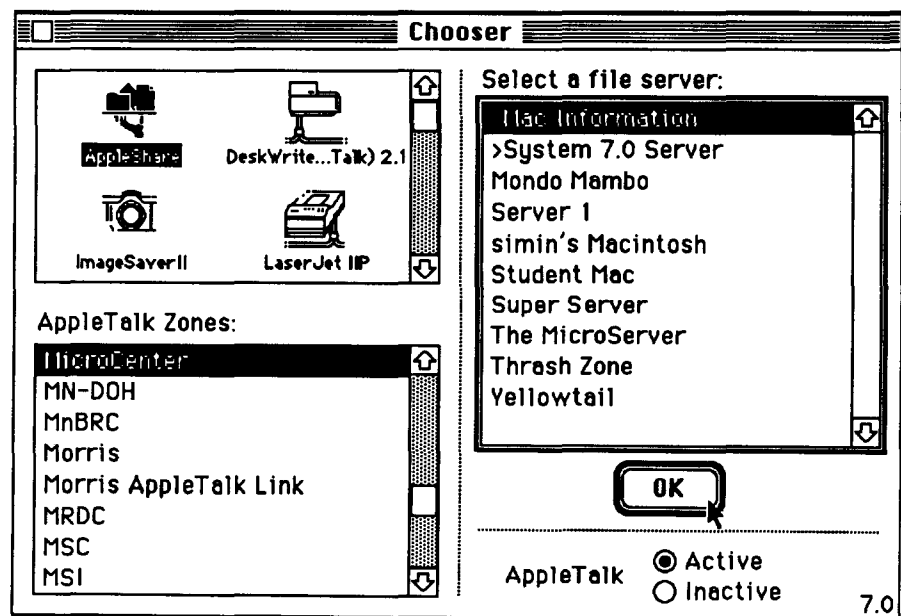 Chooser
AppleShare
DeskWrite...Talk) 2.1
ImageSaverII
LaserJet IIP
AppleTalk Zones:
MicroCenter
MN-DOH
MnBRC
Morris
Morris AppleTalk Link
MRDC
MSC
MSI
Select a file server:
Mac Information
>System 7.0 Server
Mondo Mambo
Server 1
simin's Macintosh
Student Mac
Super Server
The MicroServer
Thrash Zone
Yellowtail
OK
AppleTalk
Active
Inactive
7.0